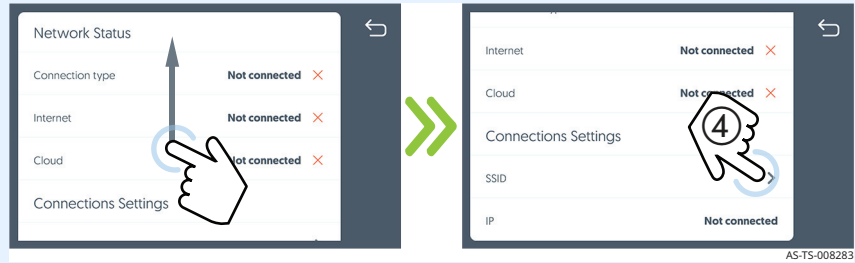 Network Status
Connection type Not connected
Internet Not connected
Cloud Not connected
Connections Settings
Internet Not connected
Cloud Not connected
Connections Settings
4
SSID
IP Not connected
AS-TS-008283